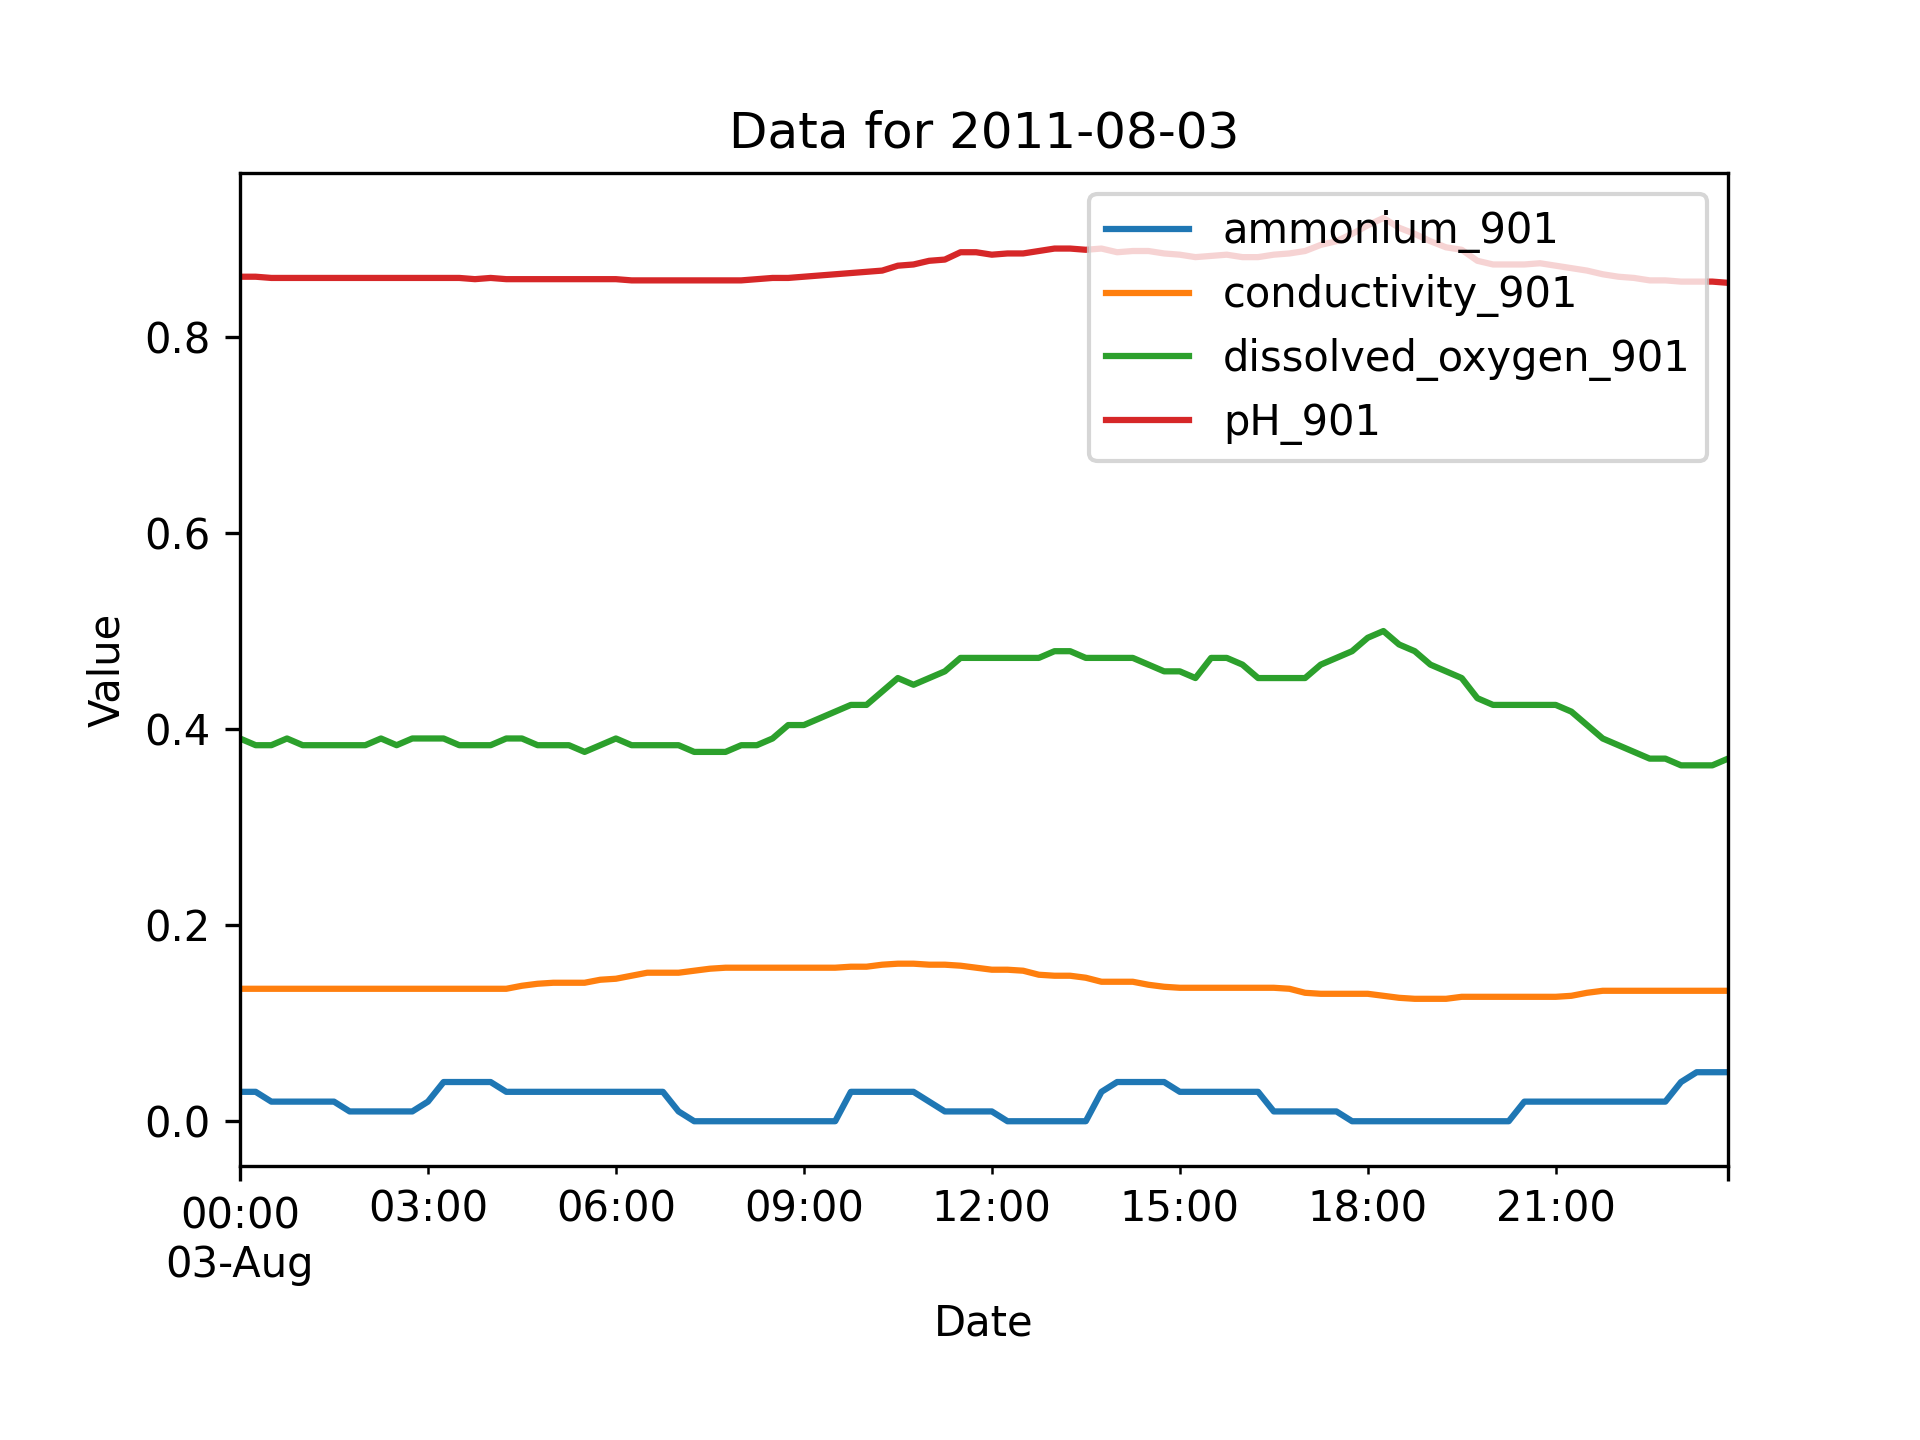 Data for 2011-08-03
ammonium_901
conductivity_901
dissolved_oxygen_901
pH_901
Value
0.8
0.6
0.4
0.2
0.0
00:00 03:00 06:00 09:00 12:00 15:00 18:00 21:00
03-Aug
Date